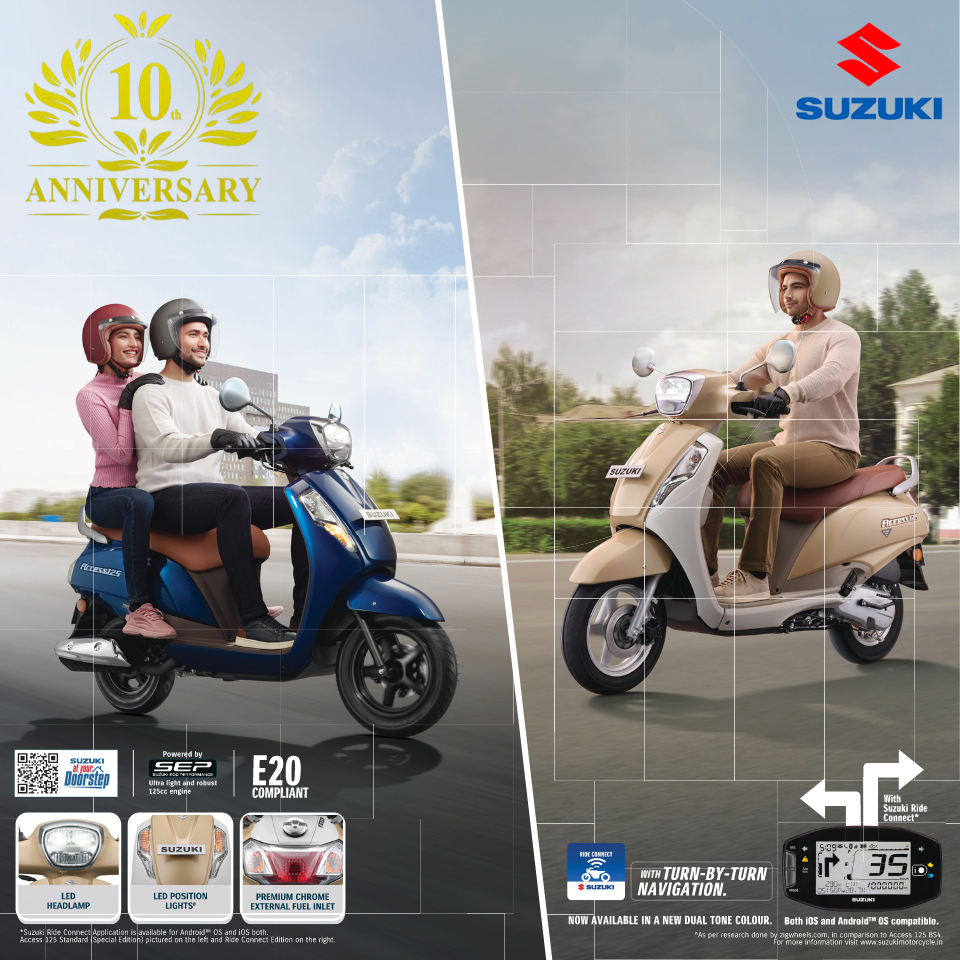 10th
ANNIVERSARY
SUZUKI
SUZUKI
Access125
SUZUKI
Access125
SUZUKI
at your
Doorstep
Powered by
SEP
SUZUKI ECO PERFORMANCE
Ultra light and robust
125cc engine
E20
COMPLIANT
SUZUKI
LED
HEADLAMP
LED POSITION
LIGHTS#
PREMIUM CHROME
EXTERNAL FUEL INLET
With
Suzuki Ride
Connect*
RIDE CONNECT
SUZUKI
WITH TURN-BY-TURN
NAVIGATION.
35
SUZUKI
NOW AVAILABLE IN A NEW DUAL TONE COLOUR.
Both iOS and Android™ OS compatible.
*Suzuki Ride Connect Application is available for Android™ OS and iOS both.
Access 125 Standard (Special Edition) pictured on the left and Ride Connect Edition on the right.
^As per research done by zigwheels.com, in comparison to Access 125 BS4.
For more information visit www.suzukimotorcycle.in